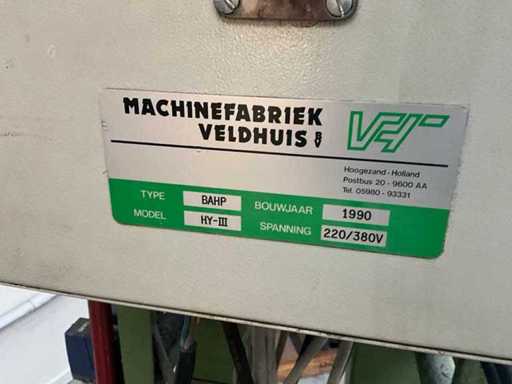 MACHINEFABRIEK
VELDHUIS BV
Hoogezand - Holland
Postbus 20 - 9600 AA
Tel. 05980 - 93331
TYPE BAHP BOUWJAAR 1990
MODEL HY-III SPANNING 220/380V